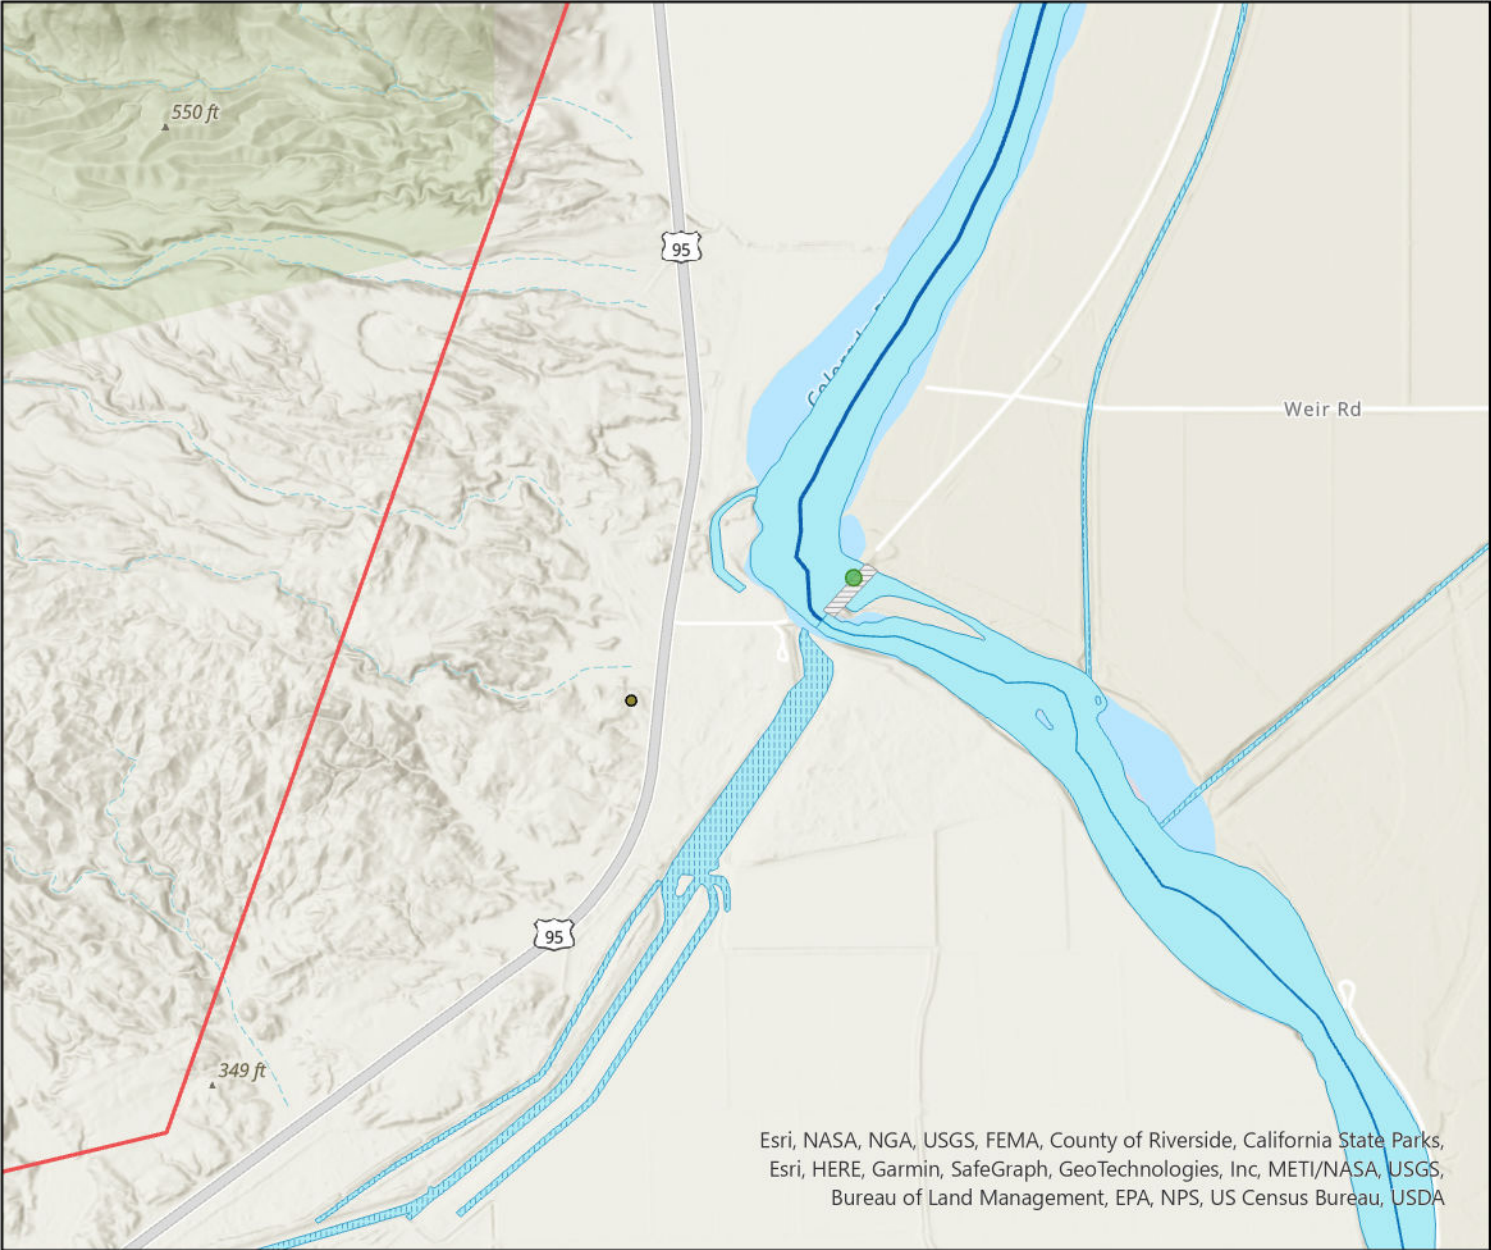 550 ft
95
Weir Rd
95
349 ft
Esri, NASA, NGA, USGS, FEMA, County of Riverside, California State Parks,
Esri, HERE, Garmin, SafeGraph, GeoTechnologies, Inc, METI/NASA, USGS,
Bureau of Land Management, EPA, NPS, US Census Bureau, USDA